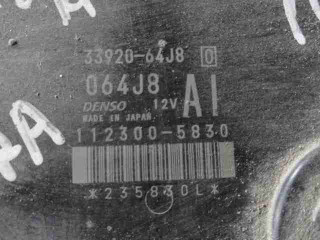 33920-64J8 0
064J8 AI
DENSO 12V
MADE IN JAPAN
112300-5830
*235830L*